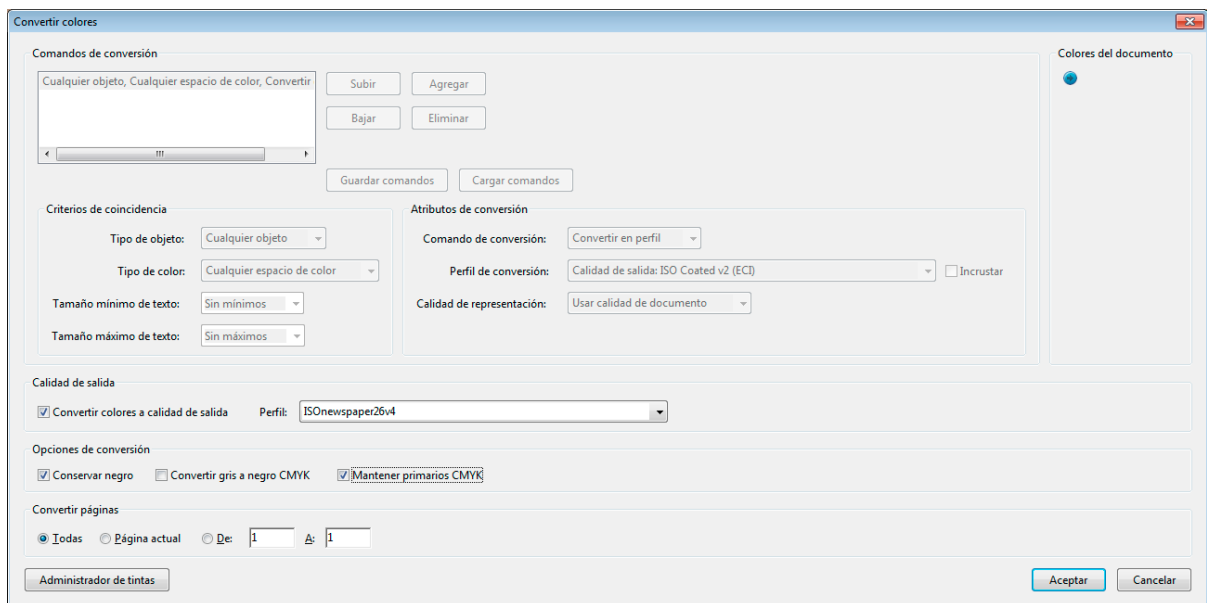 Convertir colores
Comandos de conversión
Colores del documento
Cualquier objeto, Cualquier espacio de color, Convertir
Subir
Agregar
Bajar
Eliminar
Guardar comandos
Cargar comandos
Criterios de coincidencia
Tipo de objeto: Cualquier objeto
Tipo de color: Cualquier espacio de color
Tamaño mínimo de texto: Sin mínimos
Tamaño máximo de texto: Sin máximos
Atributos de conversión
Comando de conversión: Convertir en perfil
Perfil de conversión: Calidad de salida: ISO Coated v2 (ECI) Incrustar
Calidad de representación: Usar calidad de documento
Calidad de salida
Convertir colores a calidad de salida Perfil: ISOnewspaper26v4
Opciones de conversión
Conservar negro Convertir gris a negro CMYK Mantener primarios CMYK
Convertir páginas
Todas Página actual De: 1 A: 1
Administrador de tintas
Aceptar
Cancelar